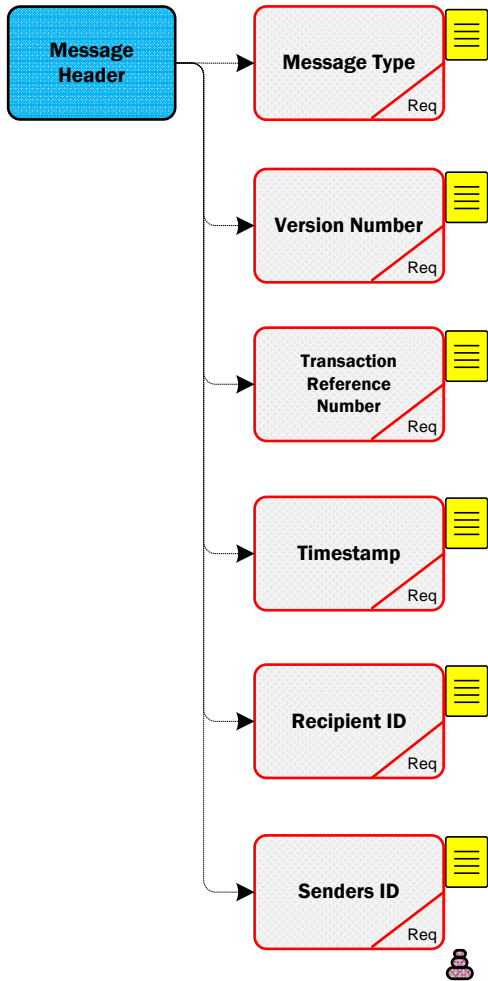 Message
Header
Message Type
Req
Version Number
Req
Transaction
Reference
Number
Req
Timestamp
Req
Recipient ID
Req
Senders ID
Req